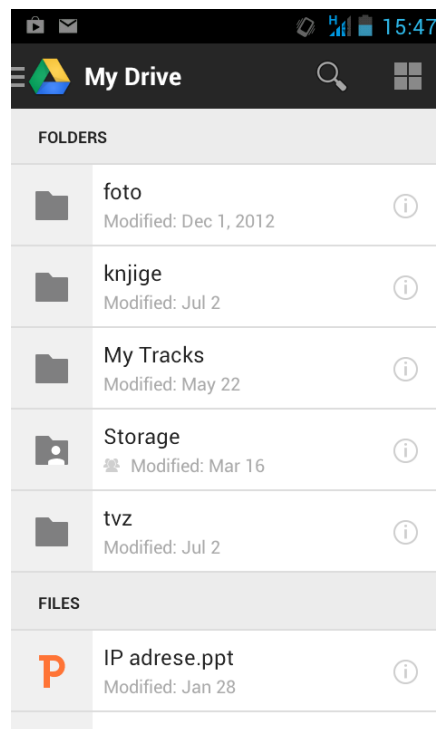 15:47
My Drive
FOLDERS
foto
Modified: Dec 1, 2012
knjige
Modified: Jul 2
My Tracks
Modified: May 22
Storage
Modified: Mar 16
tvz
Modified: Jul 2
FILES
P
IP adrese.ppt
Modified: Jan 28